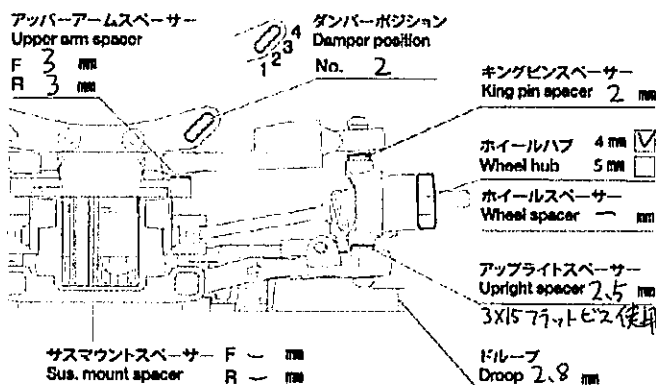 アッパーアームスペーサー
Upper arm spacer
F 3 mm
R 3 mm
1 2 3 4
ダンパーポジション
Damper position
No. 2
キングピンスペーサー
King pin spacer 2 mm
ホイールハブ 4 mm ☑
Wheel hub 5 mm ☐
ホイールスペーサー
Wheel spacer ー mm
アップライトスペーサー
Upright spacer 2.5 mm
3X15 フラットビス使用
サスマウントスペーサー F ー mm
Sus. mount spacer R ー mm
ドループ
Droop 2.8 mm